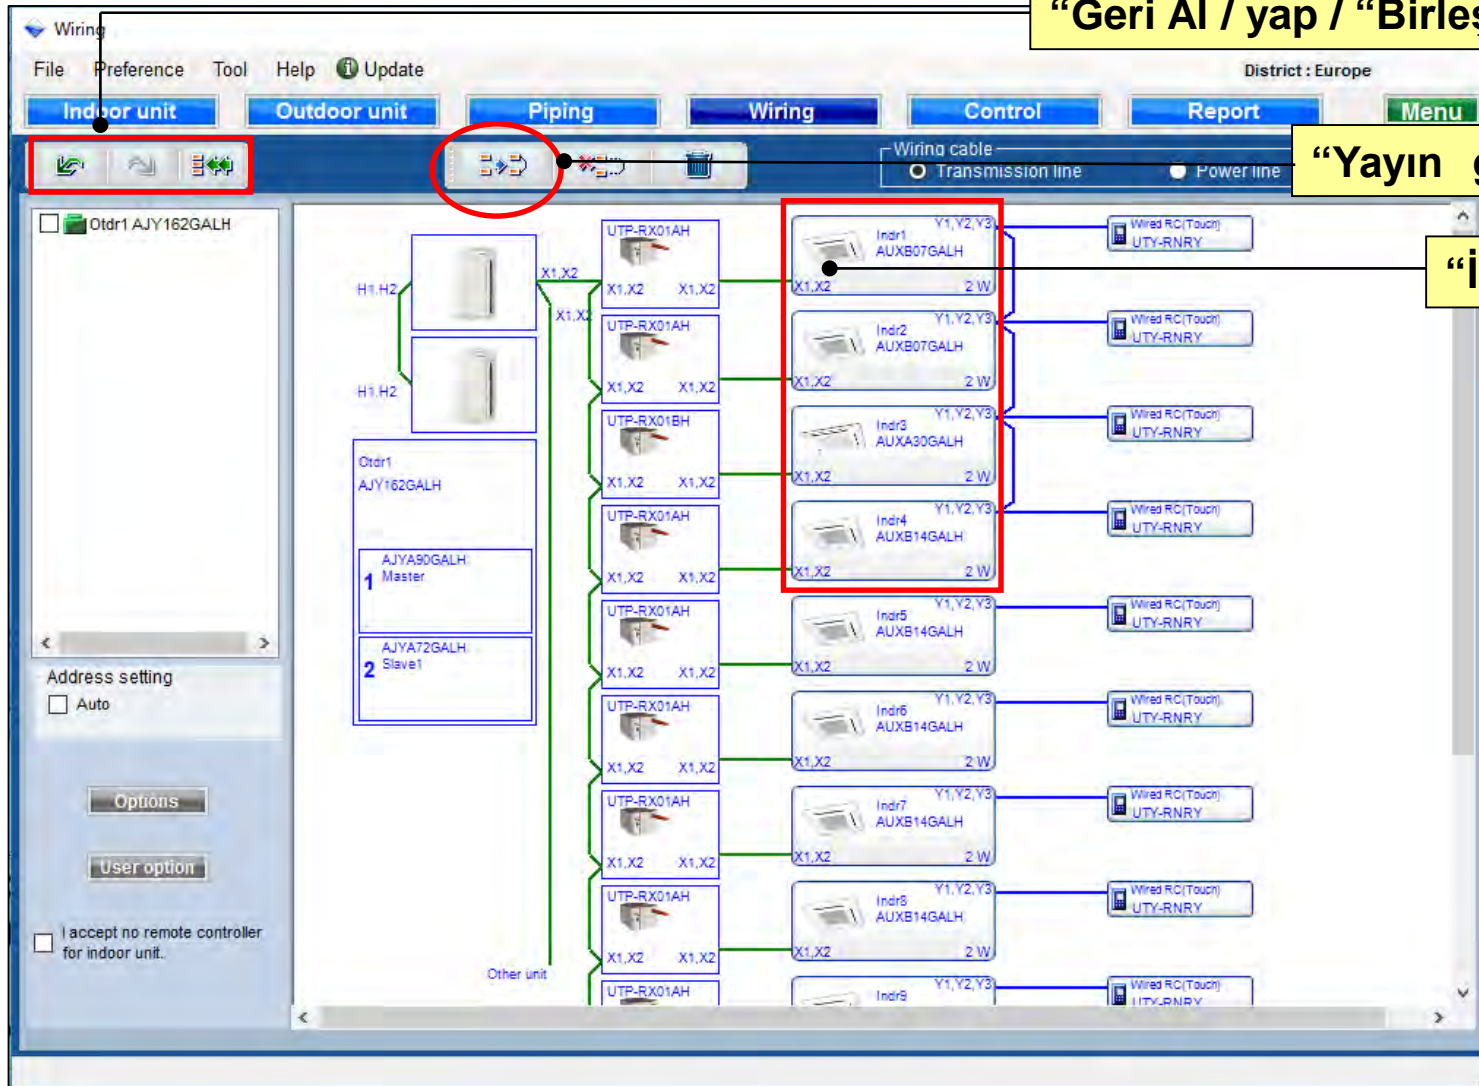 “Geri Al / yap / “Birleş
Wiring
File Preference Tool Help Update
District : Europe
Indoor unit Outdoor unit Piping Wiring Control Report Menu
“Yayın g
Wiring cable
Transmission line Power line
“İ
Otdr1 AJY162GALH
Address setting
Auto
Options
User option
I accept no remote controller
for indoor unit.
H1.H2
H1.H2
X1,X2
X1,X2
Otdr1
AJY162GALH
AJYA90GALH
1 Master
AJYA72GALH
2 Slave1
Other unit
UTP-RX01AH
X1.X2 X1,X2
Indr1 Y1,Y2,Y3
AUXB07GALH
X1,X2 2 W
Wired RC(Touch)
UTY-RNRY
UTP-RX01AH
X1,X2 X1,X2
Indr2 Y1,Y2,Y3
AUXB07GALH
X1,X2 2 W
Wired RC(Touch)
UTY-RNRY
UTP-RX01BH
X1,X2 X1,X2
Indr3 Y1,Y2,Y3
AUXA30GALH
X1,X2 2 W
Wired RC(Touch)
UTY-RNRY
UTP-RX01AH
X1,X2 X1,X2
Indr4 Y1,Y2,Y3
AUXB14GALH
X1,X2 2 W
Wired RC(Touch)
UTY-RNRY
UTP-RX01AH
X1,X2 X1,X2
Indr5 Y1,Y2,Y3
AUXB14GALH
X1,X2 2 W
Wired RC(Touch)
UTY-RNRY
UTP-RX01AH
X1,X2 X1,X2
Indr6 Y1,Y2,Y3
AUXB14GALH
X1,X2 2 W
Wired RC(Touch)
UTY-RNRY
UTP-RX01AH
X1,X2 X1,X2
Indr7 Y1,Y2,Y3
AUXB14GALH
X1,X2 2 W
Wired RC(Touch)
UTY-RNRY
UTP-RX01AH
X1,X2 X1,X2
Indr8 Y1,Y2,Y3
AUXB14GALH
X1,X2 2 W
Wired RC(Touch)
UTY-RNRY
UTP-RX01AH
Indr9 Y1,Y2,Y3
Wired RC(Touch)
UTY-RNRY